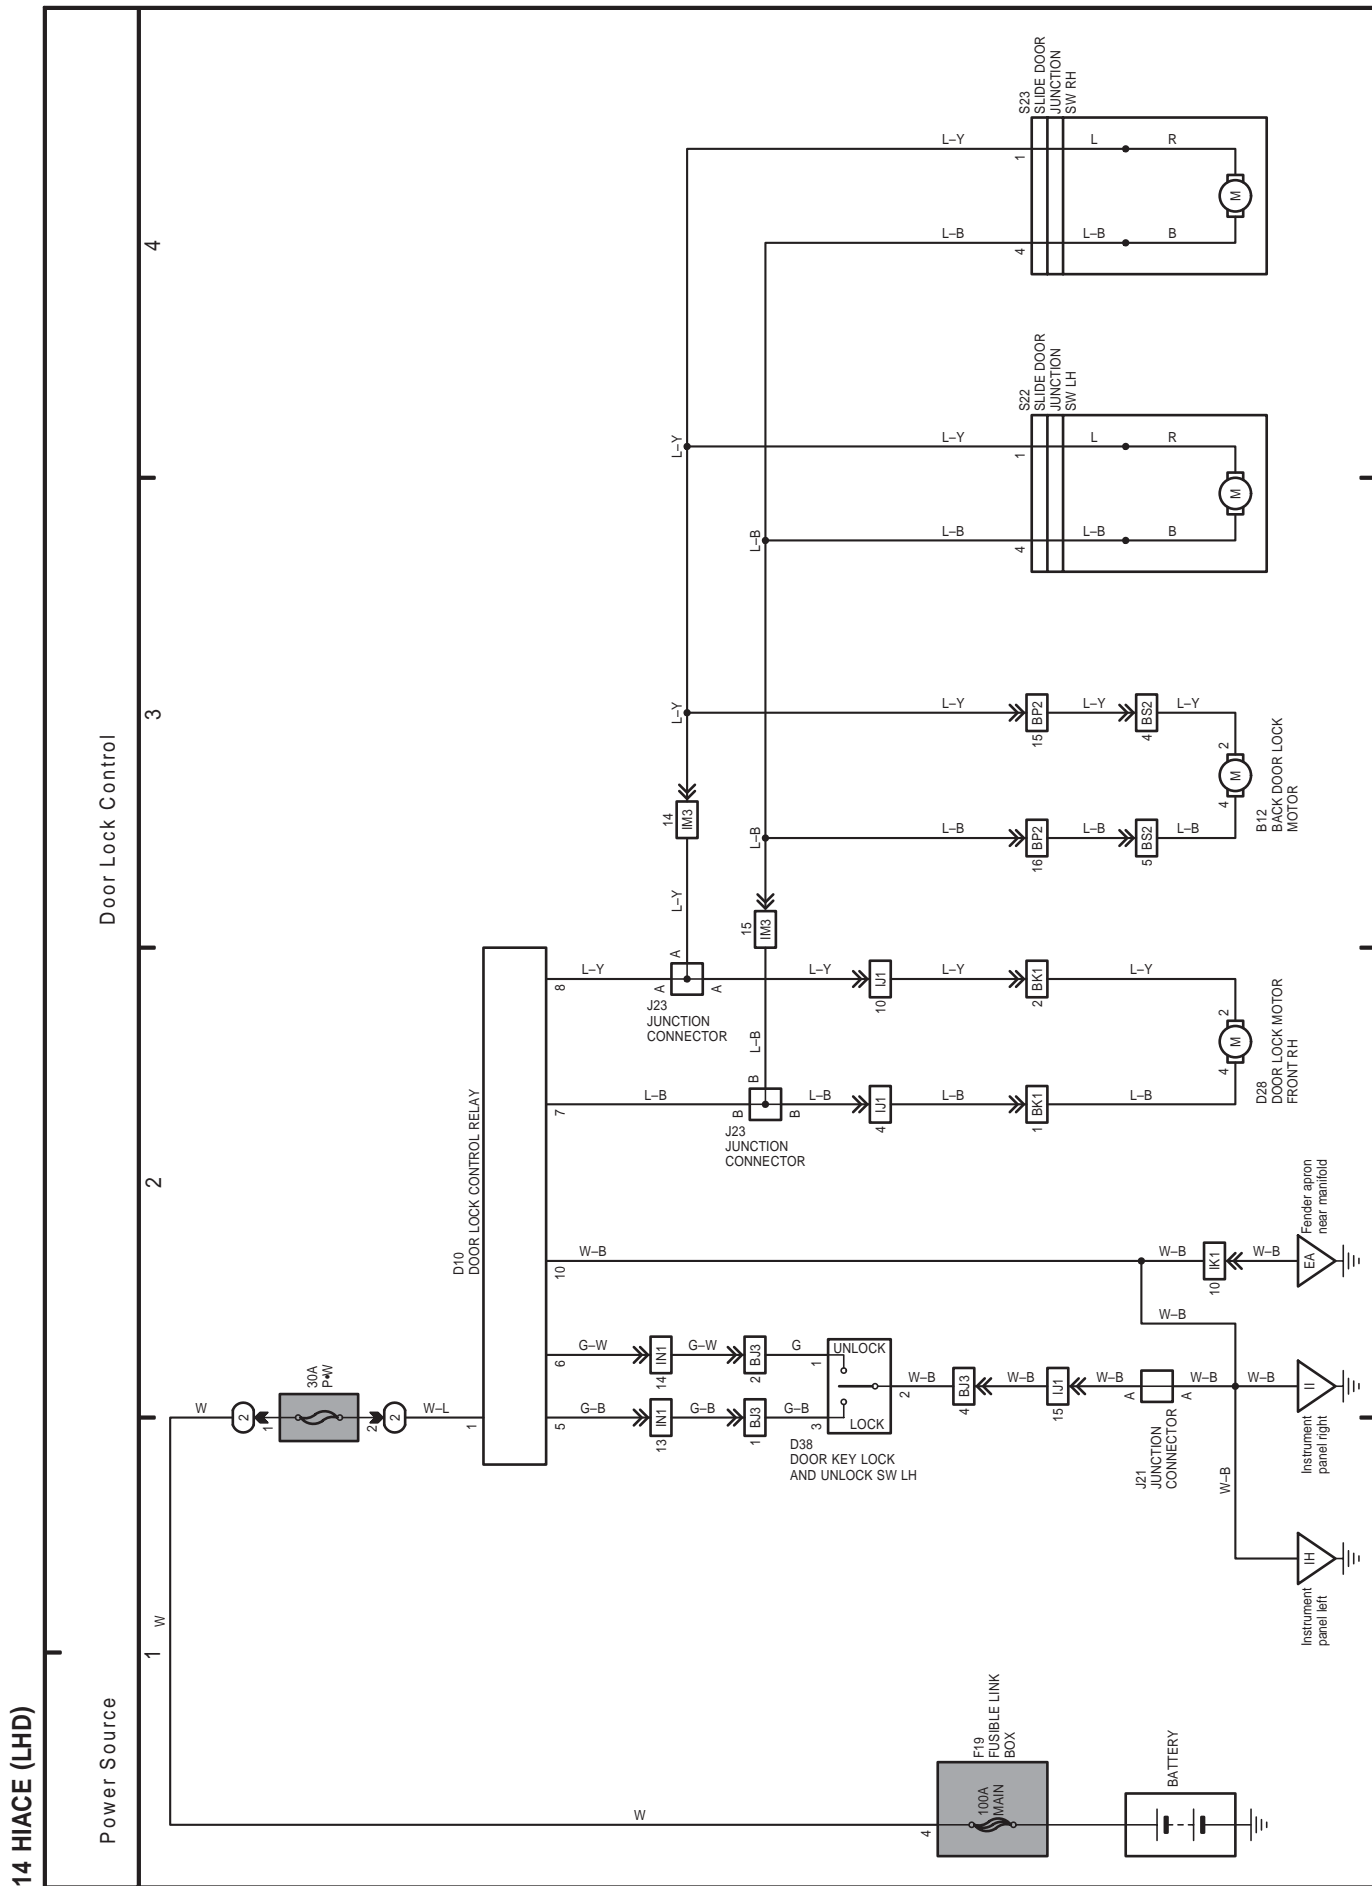 14 HIACE (LHD)
Power Source
Door Lock Control
1
2
3
4
W
W
W
2
1
30A
P•W
2
2
W–L
1
D10
DOOR LOCK CONTROL RELAY
5
6
10
7
8
G–B
G–W
W–B
L–B
L–Y
13
IN1
14
IN1
G–B
G–W
1
BJ3
2
BJ3
G–B
G
3
1
UNLOCK
LOCK
2
D38
DOOR KEY LOCK
AND UNLOCK SW LH
W–B
4
BJ3
W–B
15
IJ1
W–B
A
A
J21
JUNCTION
CONNECTOR
W–B
W–B
W–B
W–B
W–B
10
IK1
W–B
IH
Instrument
panel left
II
Instrument
panel right
EA
Fender apron
near manifold
4
100A
MAIN
F19
FUSIBLE LINK
BOX
BATTERY
J23
JUNCTION
CONNECTOR
B
B
B
L–B
L–B
4
IJ1
L–B
1
BK1
L–B
4
J23
JUNCTION
CONNECTOR
A
A
A
L–Y
L–Y
10
IJ1
L–Y
2
BK1
L–Y
2
M
D28
DOOR LOCK MOTOR
FRONT RH
15
IM3
14
IM3
L–B
L–Y
L–B
16
BP2
L–B
5
BS2
L–B
4
L–Y
15
BP2
L–Y
4
BS2
L–Y
2
M
B12
BACK DOOR LOCK
MOTOR
L–B
L–Y
L–B
4
L–B
B
L–Y
1
L
R
M
S22
SLIDE DOOR
JUNCTION
SW LH
L–B
4
L–B
B
L–Y
1
L
R
M
S23
SLIDE DOOR
JUNCTION
SW RH